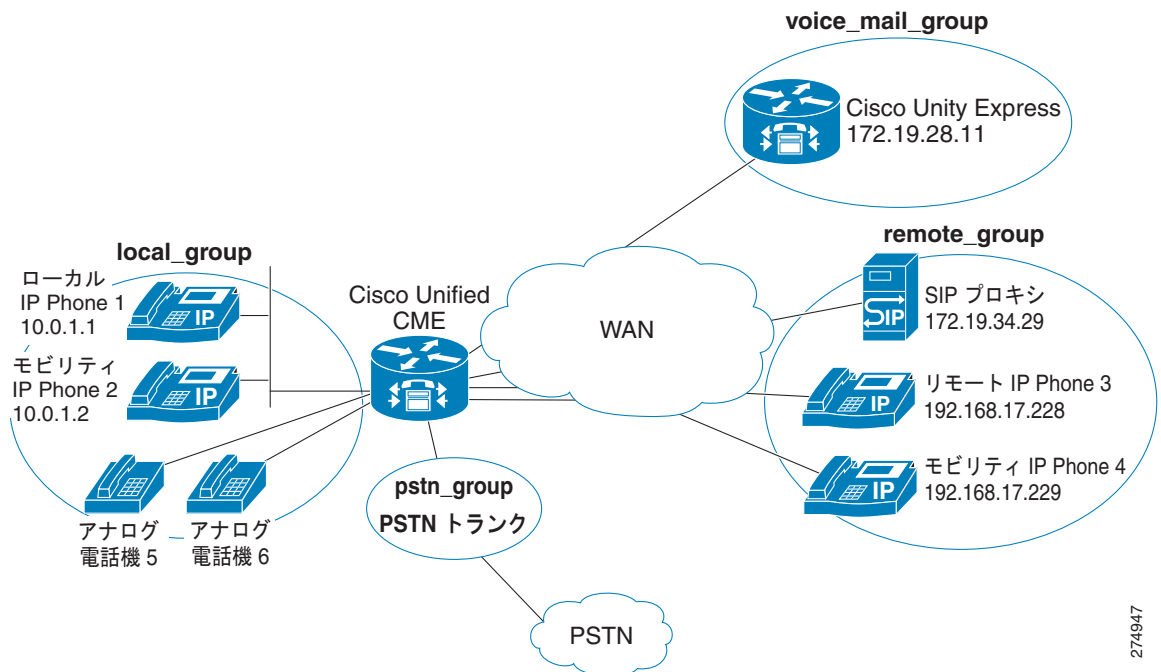 voice_mail_group
Cisco Unity Express
172.19.28.11
local_group
ローカル
IP Phone 1
10.0.1.1
IP
モビリティ
IP Phone 2
10.0.1.2
IP
アナログ
電話機 5
アナログ
電話機 6
Cisco Unified
CME
WAN
remote_group
SIP
SIP プロキシ
172.19.34.29
IP
リモート IP Phone 3
192.168.17.228
IP
モビリティ IP Phone 4
192.168.17.229
pstn_group
PSTN トランク
PSTN
274947